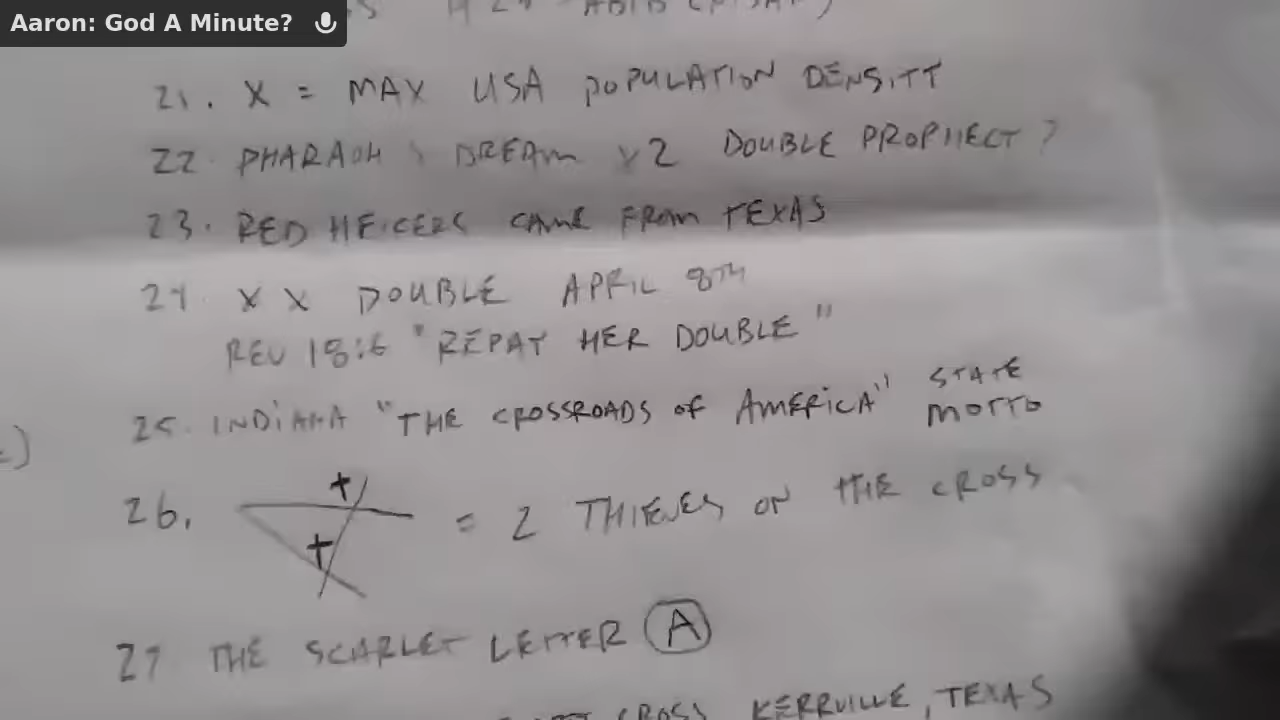 Aaron: God A Minute?
21. X = MAX USA POPULATION DENSITY
22. PHARAOH'S DREAM x2 DOUBLE PROPHECY?
23. RED HEIFERS CAME FROM TEXAS
24. X X DOUBLE APRIL 8TH
REV 18:6 "REPAY HER DOUBLE"
25. INDIANA "THE CROSSROADS OF AMERICA" STATE
MOTTO
26. = 2 THIEVES ON THE CROSS
27. THE SCARLET LETTER A
CROSS KERRVILLE, TEXAS